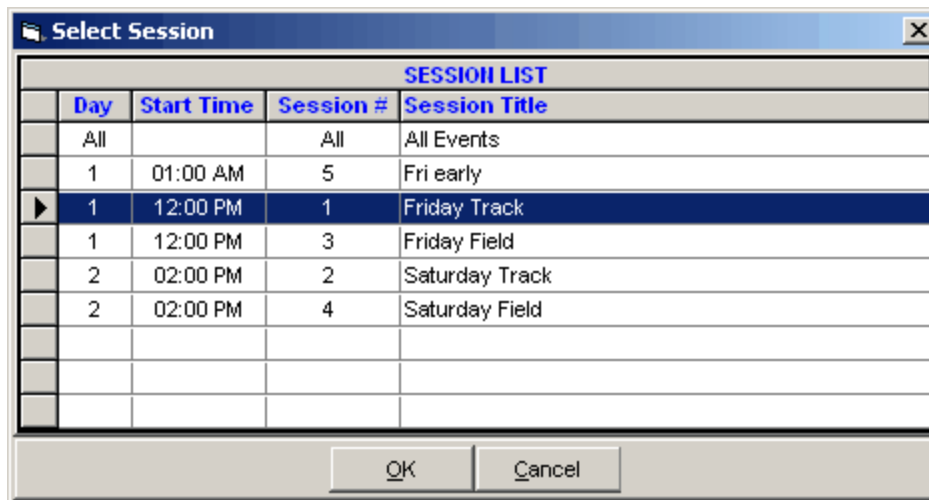 Select Session
SESSION LIST
Day Start Time Session # Session Title
All All All Events
1 01:00 AM 5 Fri early
1 12:00 PM 1 Friday Track
1 12:00 PM 3 Friday Field
2 02:00 PM 2 Saturday Track
2 02:00 PM 4 Saturday Field
OK Cancel